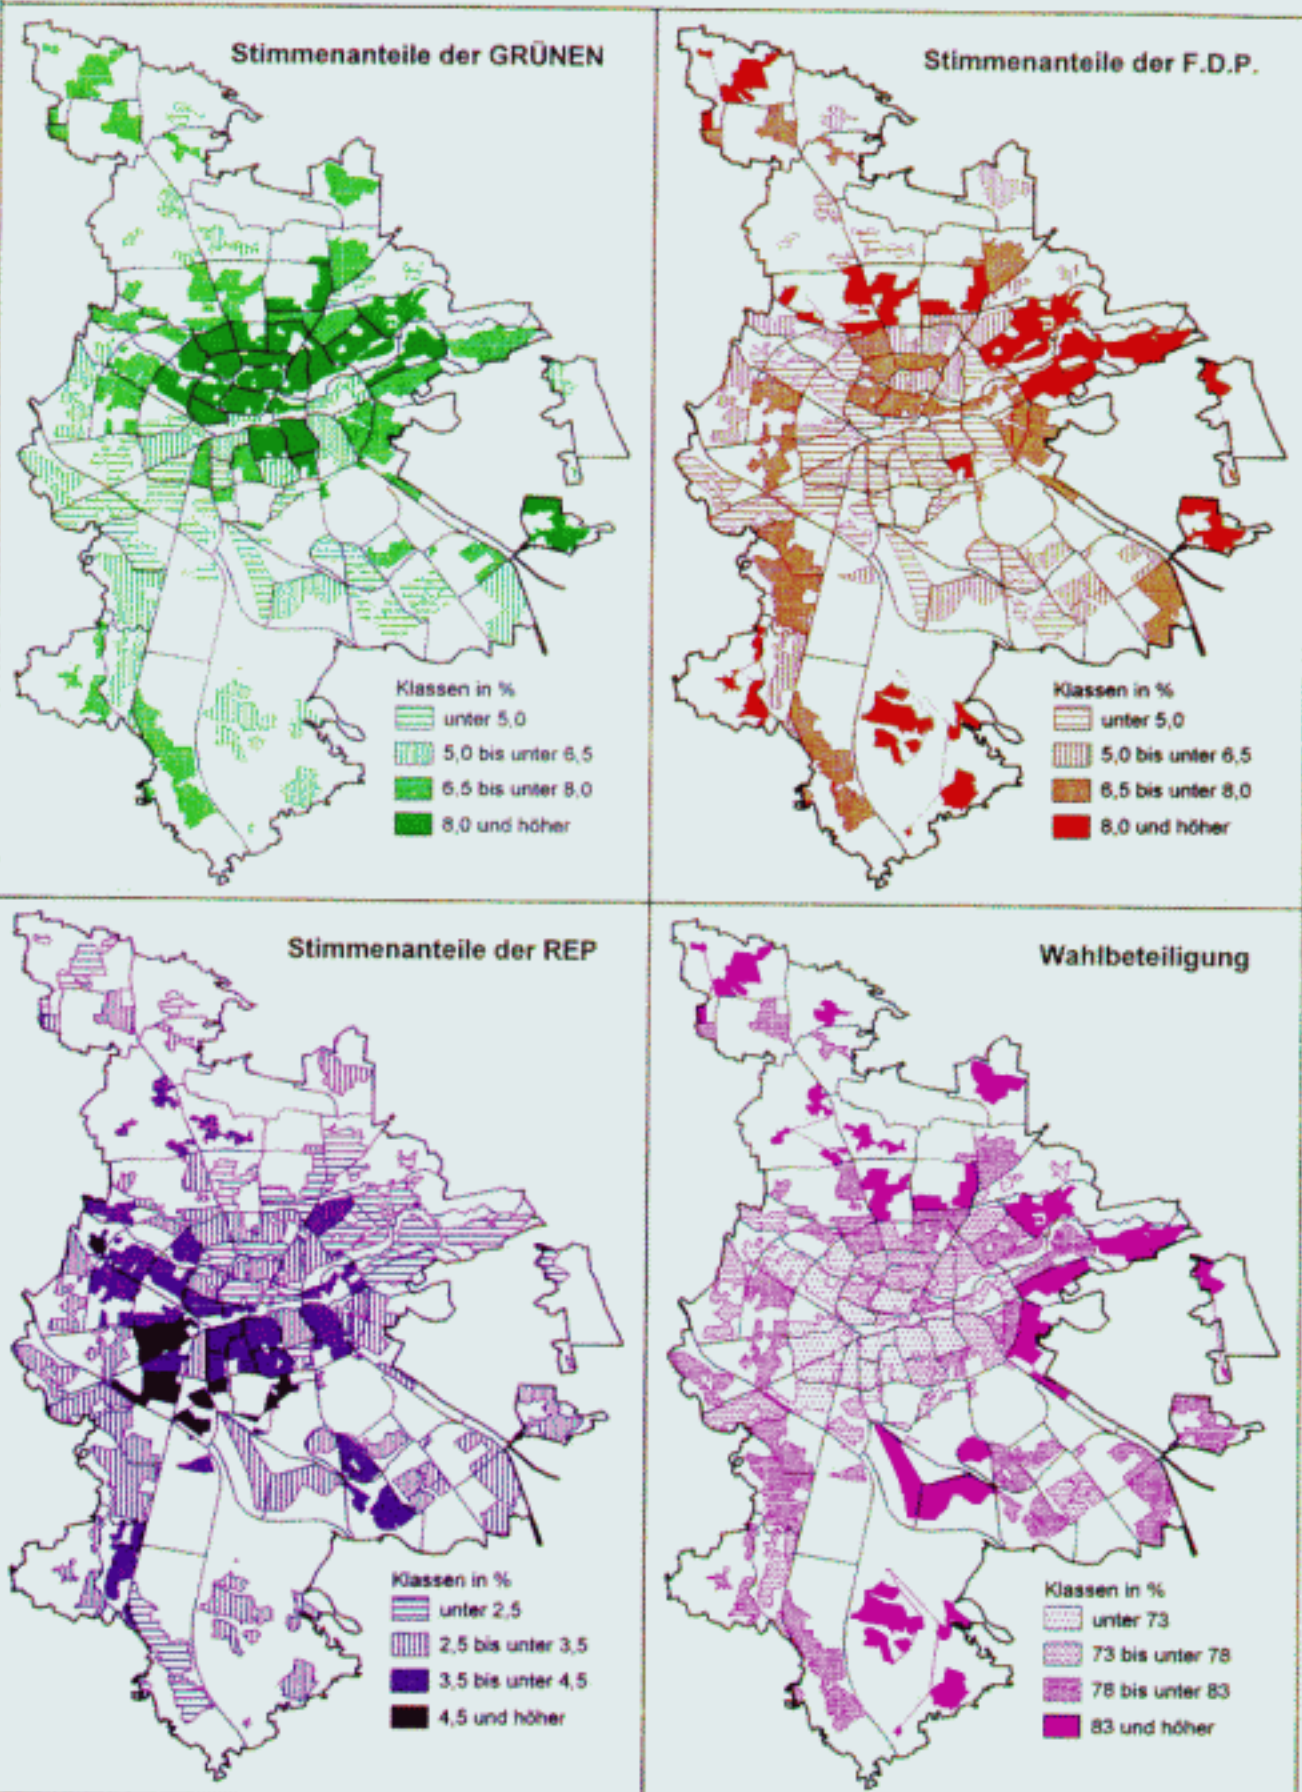 Stimmenanteile der GRÜNEN
Klassen in %
unter 5,0
5,0 bis unter 6,5
6,5 bis unter 8,0
8,0 und höher
Stimmenanteile der F.D.P.
Klassen in %
unter 5,0
5,0 bis unter 6,5
6,5 bis unter 8,0
8,0 und höher
Stimmenanteile der REP
Klassen in %
unter 2,5
2,5 bis unter 3,5
3,5 bis unter 4,5
4,5 und höher
Wahlbeteiligung
Klassen in %
unter 73
73 bis unter 78
78 bis unter 83
83 und höher